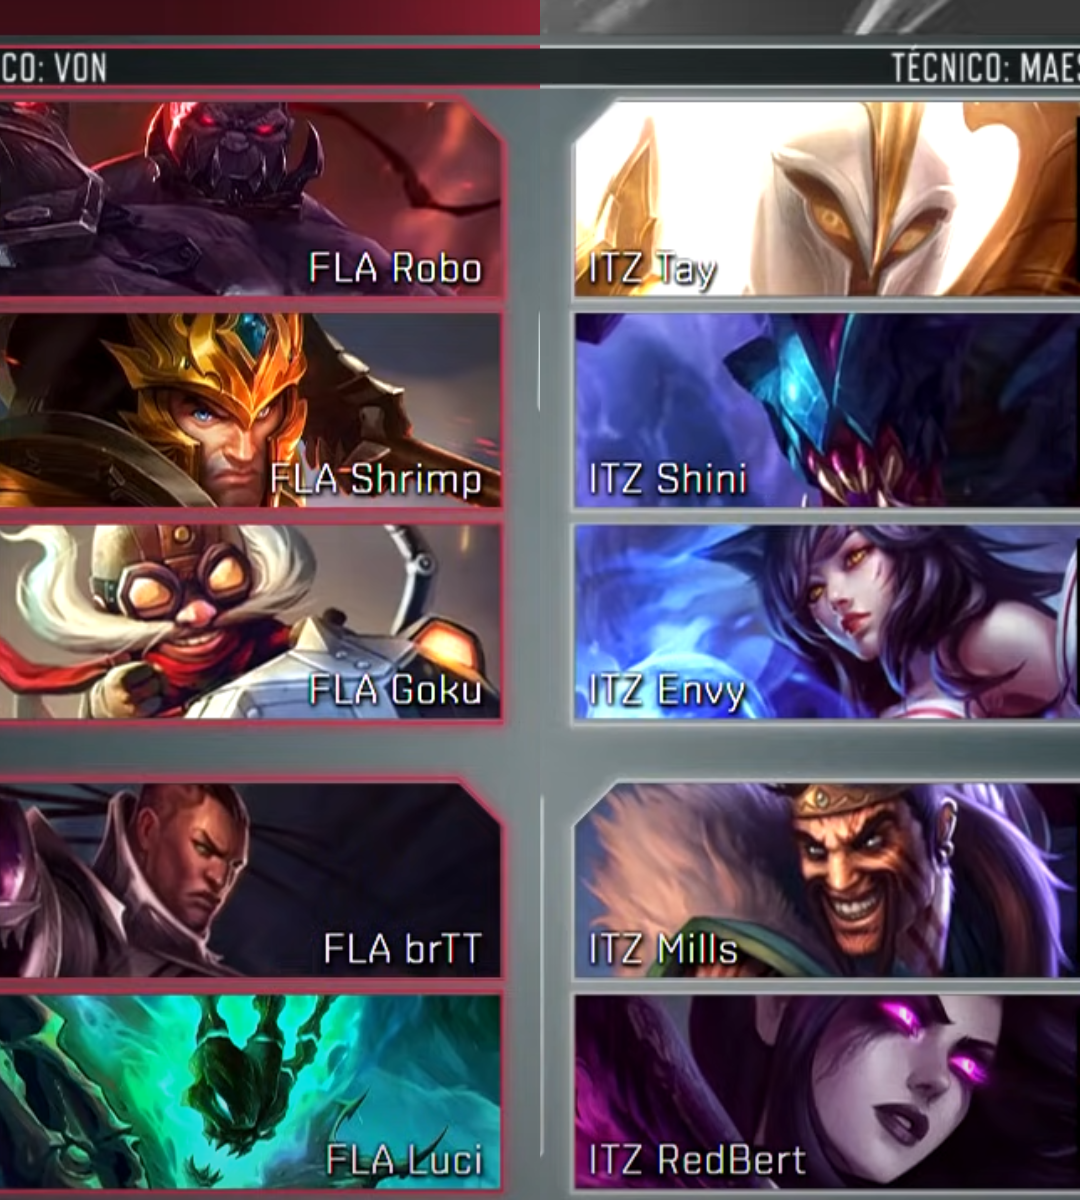 CO: VON
TÉCNICO: MAES
FLA Robo
ITZ Tay
FLA Shrimp
ITZ Shini
FLA Goku
ITZ Envy
FLA brTT
ITZ Mills
FLA Luci
ITZ RedBert